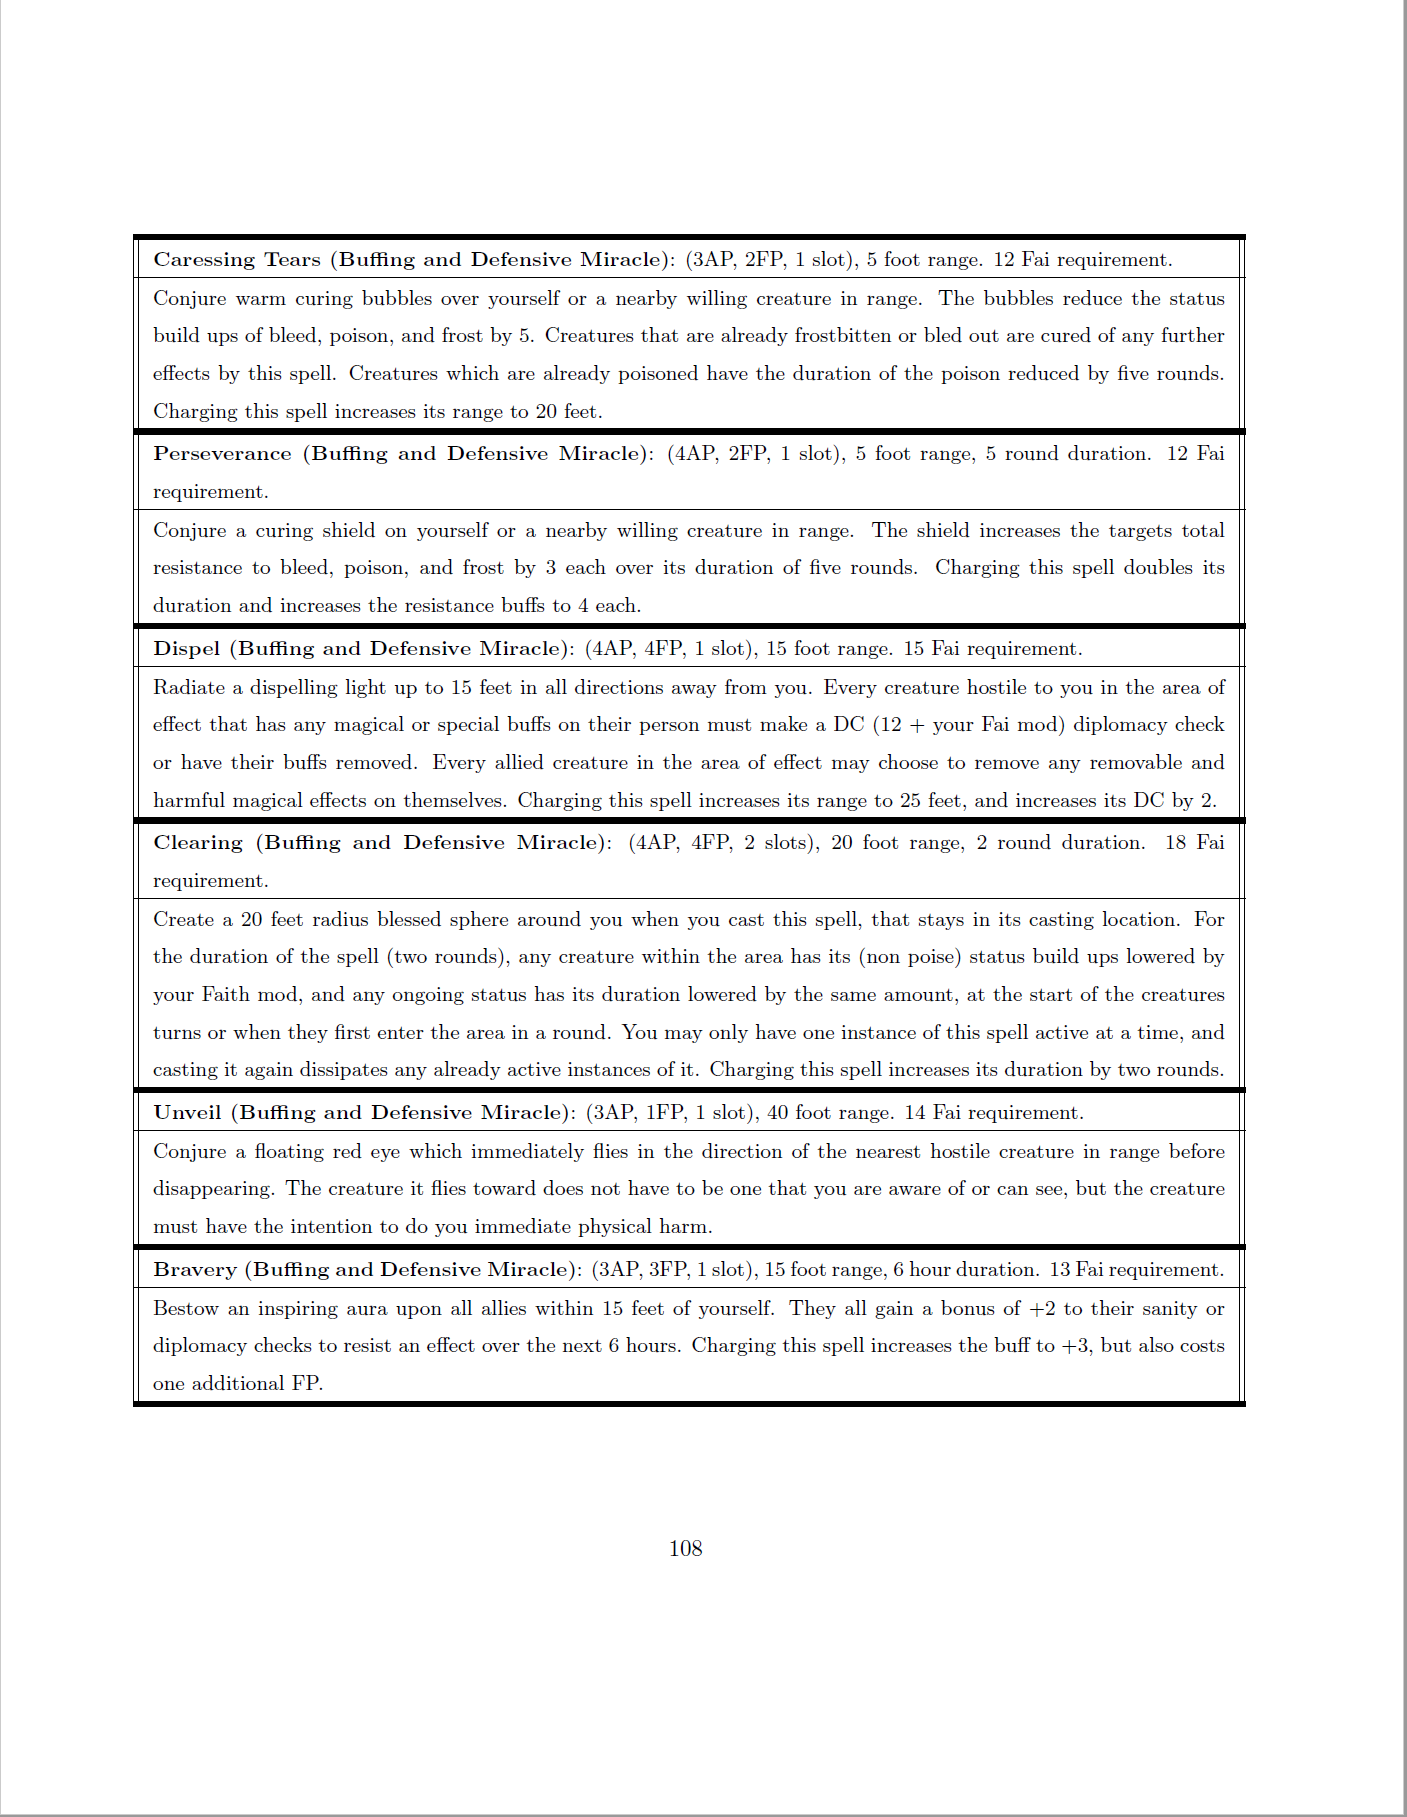 Caressing Tears (Buffing and Defensive Miracle): (3AP, 2FP, 1 slot), 5 foot range. 12 Fai requirement.
Conjure warm curing bubbles over yourself or a nearby willing creature in range. The bubbles reduce the status
build ups of bleed, poison, and frost by 5. Creatures that are already frostbitten or bled out are cured of any further
effects by this spell. Creatures which are already poisoned have the duration of the poison reduced by five rounds.
Charging this spell increases its range to 20 feet.
Perseverance (Buffing and Defensive Miracle): (4AP, 2FP, 1 slot), 5 foot range, 5 round duration. 12 Fai
requirement.
Conjure a curing shield on yourself or a nearby willing creature in range. The shield increases the targets total
resistance to bleed, poison, and frost by 3 each over its duration of five rounds. Charging this spell doubles its
duration and increases the resistance buffs to 4 each.
Dispel (Buffing and Defensive Miracle): (4AP, 4FP, 1 slot), 15 foot range. 15 Fai requirement.
Radiate a dispelling light up to 15 feet in all directions away from you. Every creature hostile to you in the area of
effect that has any magical or special buffs on their person must make a DC (12 + your Fai mod) diplomacy check
or have their buffs removed. Every allied creature in the area of effect may choose to remove any removable and
harmful magical effects on themselves. Charging this spell increases its range to 25 feet, and increases its DC by 2.
Clearing (Buffing and Defensive Miracle): (4AP, 4FP, 2 slots), 20 foot range, 2 round duration. 18 Fai
requirement.
Create a 20 feet radius blessed sphere around you when you cast this spell, that stays in its casting location. For
the duration of the spell (two rounds), any creature within the area has its (non poise) status build ups lowered by
your Faith mod, and any ongoing status has its duration lowered by the same amount, at the start of the creatures
turns or when they first enter the area in a round. You may only have one instance of this spell active at a time, and
casting it again dissipates any already active instances of it. Charging this spell increases its duration by two rounds.
Unveil (Buffing and Defensive Miracle): (3AP, 1FP, 1 slot), 40 foot range. 14 Fai requirement.
Conjure a floating red eye which immediately flies in the direction of the nearest hostile creature in range before
disappearing. The creature it flies toward does not have to be one that you are aware of or can see, but the creature
must have the intention to do you immediate physical harm.
Bravery (Buffing and Defensive Miracle): (3AP, 3FP, 1 slot), 15 foot range, 6 hour duration. 13 Fai requirement.
Bestow an inspiring aura upon all allies within 15 feet of yourself. They all gain a bonus of +2 to their sanity or
diplomacy checks to resist an effect over the next 6 hours. Charging this spell increases the buff to +3, but also costs
one additional FP.
108